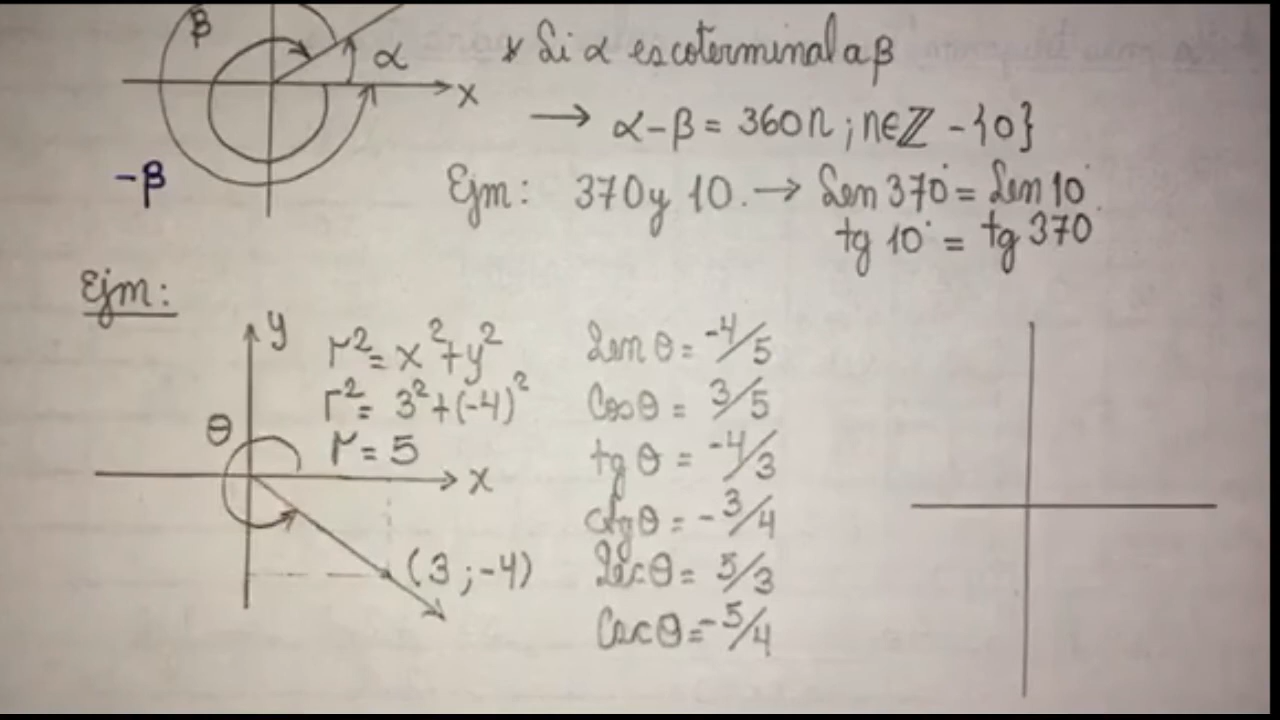 β
α
x
-β
* Si α es coterminal a β
→ α-β = 360n ; n∈ℤ - {0}
Ejm: 370 y 10. → Sen 370° = Sen 10°
tg 10° = tg 370
Ejm:
y
θ
x
(3 ; -4)
r² = x² + y²
r² = 3² + (-4)²
r = 5
Sen θ = -4/5
Cos θ = 3/5
tg θ = -4/3
ctg θ = -3/4
Sec θ = 5/3
Csc θ = -5/4